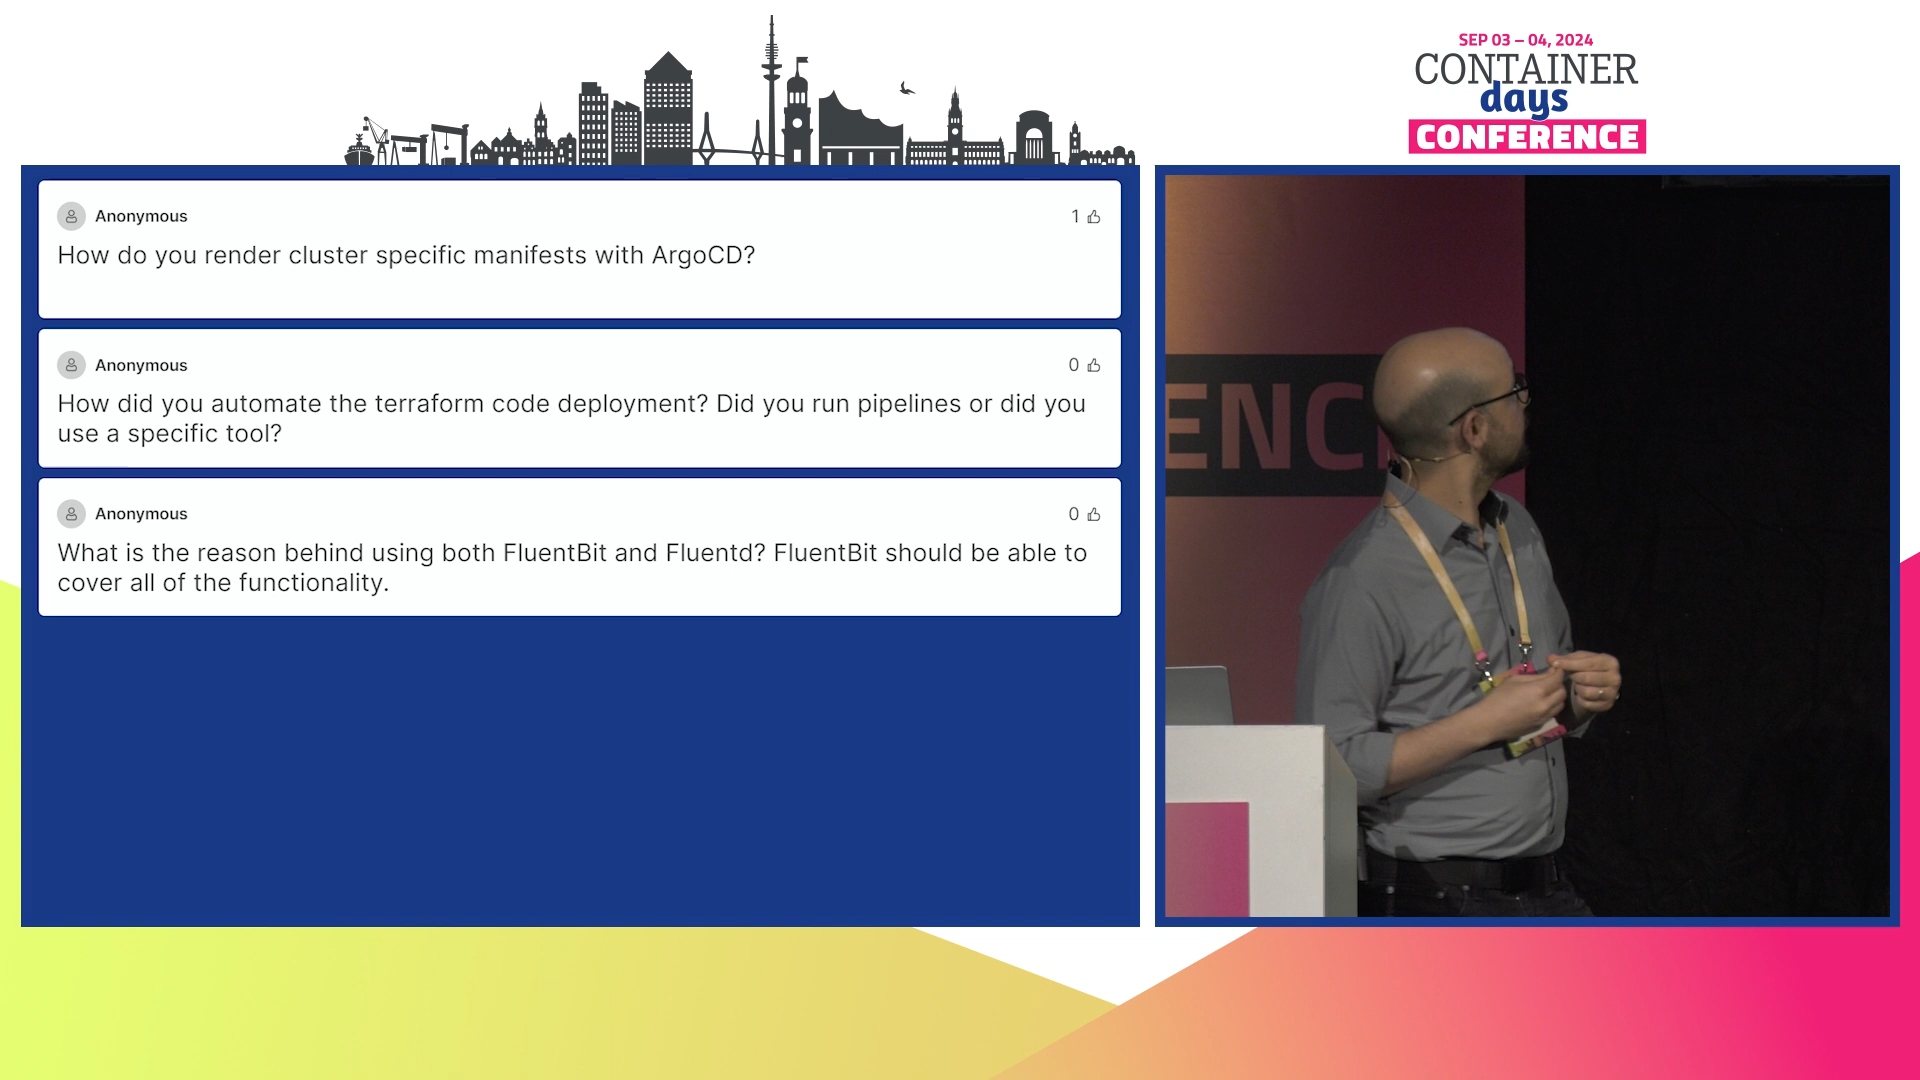 SEP 03 – 04, 2024
CONTAINER
days
CONFERENCE
Anonymous
1
How do you render cluster specific manifests with ArgoCD?
Anonymous
0
How did you automate the terraform code deployment? Did you run pipelines or did you
use a specific tool?
Anonymous
0
What is the reason behind using both FluentBit and Fluentd? FluentBit should be able to
cover all of the functionality.
ENC